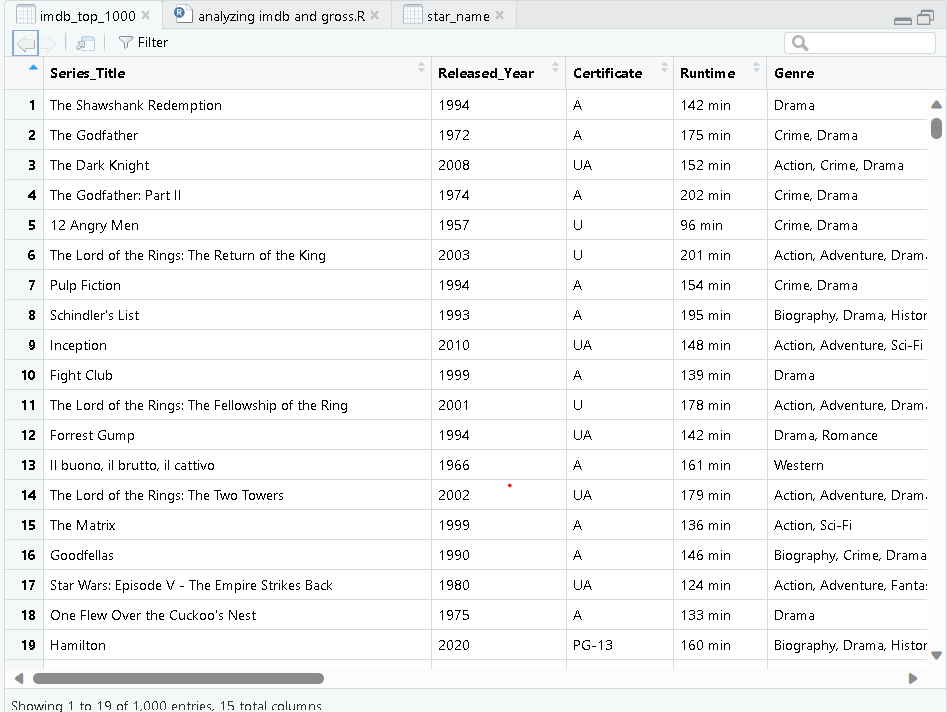 imdb_top_1000 analyzing imdb and gross.R star_name
Filter
Series_Title Released_Year Certificate Runtime Genre
1 The Shawshank Redemption 1994 A 142 min Drama
2 The Godfather 1972 A 175 min Crime, Drama
3 The Dark Knight 2008 UA 152 min Action, Crime, Drama
4 The Godfather: Part II 1974 A 202 min Crime, Drama
5 12 Angry Men 1957 U 96 min Crime, Drama
6 The Lord of the Rings: The Return of the King 2003 U 201 min Action, Adventure, Dram
7 Pulp Fiction 1994 A 154 min Crime, Drama
8 Schindler's List 1993 A 195 min Biography, Drama, Histor
9 Inception 2010 UA 148 min Action, Adventure, Sci-Fi
10 Fight Club 1999 A 139 min Drama
11 The Lord of the Rings: The Fellowship of the Ring 2001 U 178 min Action, Adventure, Dram
12 Forrest Gump 1994 UA 142 min Drama, Romance
13 Il buono, il brutto, il cattivo 1966 A 161 min Western
14 The Lord of the Rings: The Two Towers 2002 UA 179 min Action, Adventure, Dram
15 The Matrix 1999 A 136 min Action, Sci-Fi
16 Goodfellas 1990 A 146 min Biography, Crime, Drama
17 Star Wars: Episode V - The Empire Strikes Back 1980 UA 124 min Action, Adventure, Fantas
18 One Flew Over the Cuckoo's Nest 1975 A 133 min Drama
19 Hamilton 2020 PG-13 160 min Biography, Drama, Histor
Showing 1 to 19 of 1,000 entries, 15 total columns